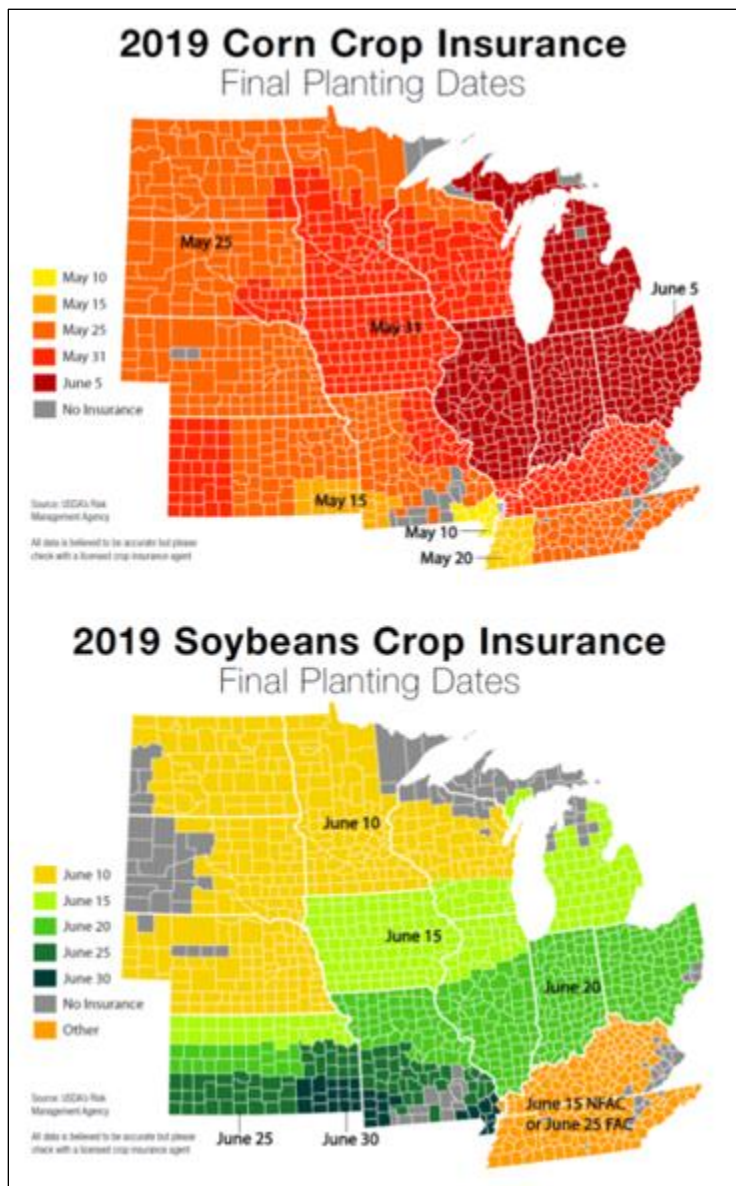 2019 Corn Crop Insurance
Final Planting Dates
May 25
June 5
May 10
May 15
May 25
May 31
June 5
No Insurance
May 31
May 15
May 10
May 20
Source: USDA's Risk
Management Agency
All data is believed to be accurate but please
check with a licensed crop insurance agent
2019 Soybeans Crop Insurance
Final Planting Dates
June 10
June 10
June 15
June 20
June 25
June 30
No Insurance
Other
June 15
June 20
June 15 NFAC
or June 25 FAC
Source: USDA's Risk
Management Agency
June 25
June 30
All data is believed to be accurate but please
check with a licensed crop insurance agent